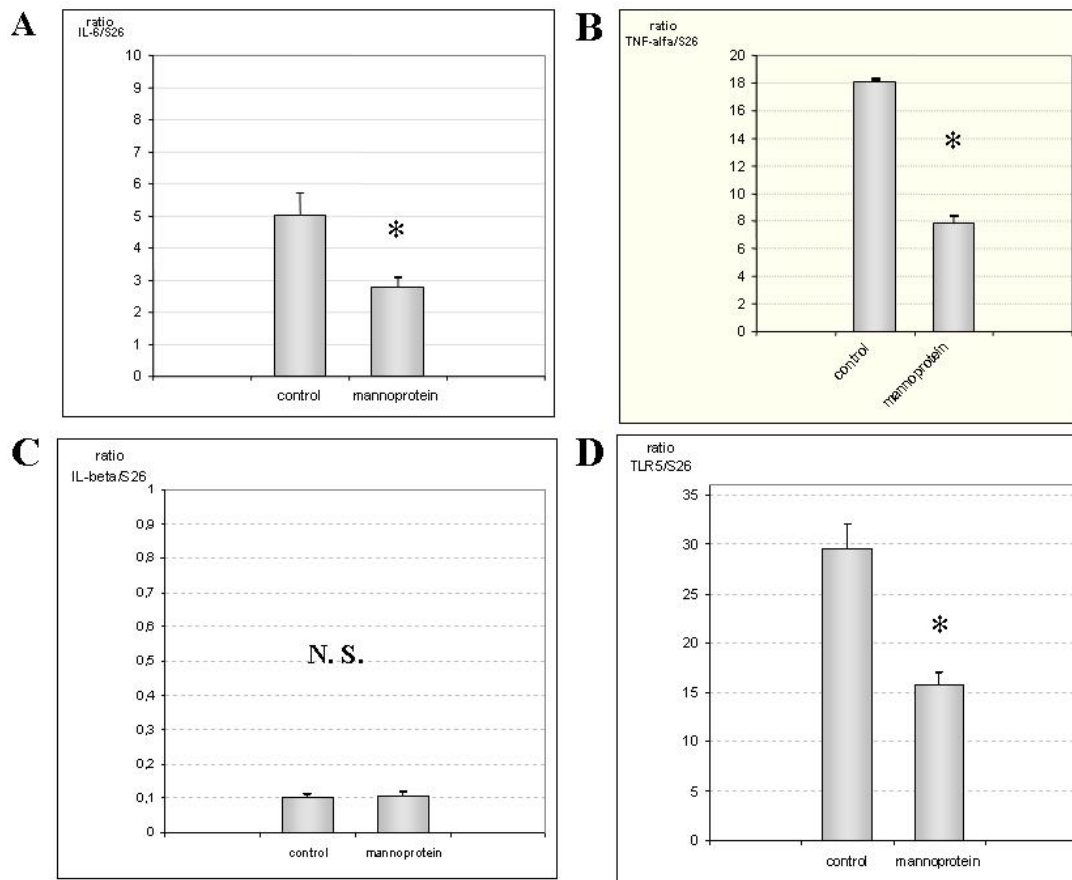 A
ratio
IL-6/S26
10
9
8
7
6
5
4
3
2
1
0
*
control mannoprotein
B
ratio
TNF-alfa/S26
20
18
16
14
12
10
8
6
4
2
0
*
control
mannoprotein
C
ratio
IL-beta/S26
1
0,9
0,8
0,7
0,6
0,5
0,4
0,3
0,2
0,1
0
N. S.
control mannoprotein
D
ratio
TLR5/S26
35
30
25
20
15
10
5
0
*
control mannoprotein